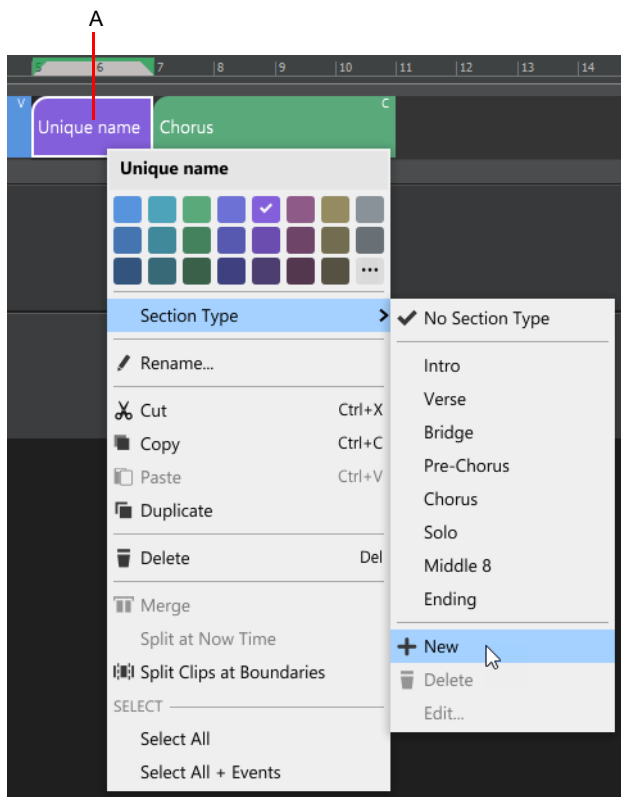 A
5 6 7 8 9 10 11 12 13 14
V C
Unique name Chorus
Unique name
...
Section Type
No Section Type
Intro
Rename...
Verse
Cut Ctrl+X
Bridge
Copy Ctrl+C
Pre-Chorus
Paste Ctrl+V
Chorus
Duplicate
Solo
Delete Del
Middle 8
Ending
Merge
Split at Now Time
New
Split Clips at Boundaries
Delete
SELECT
Edit...
Select All
Select All + Events